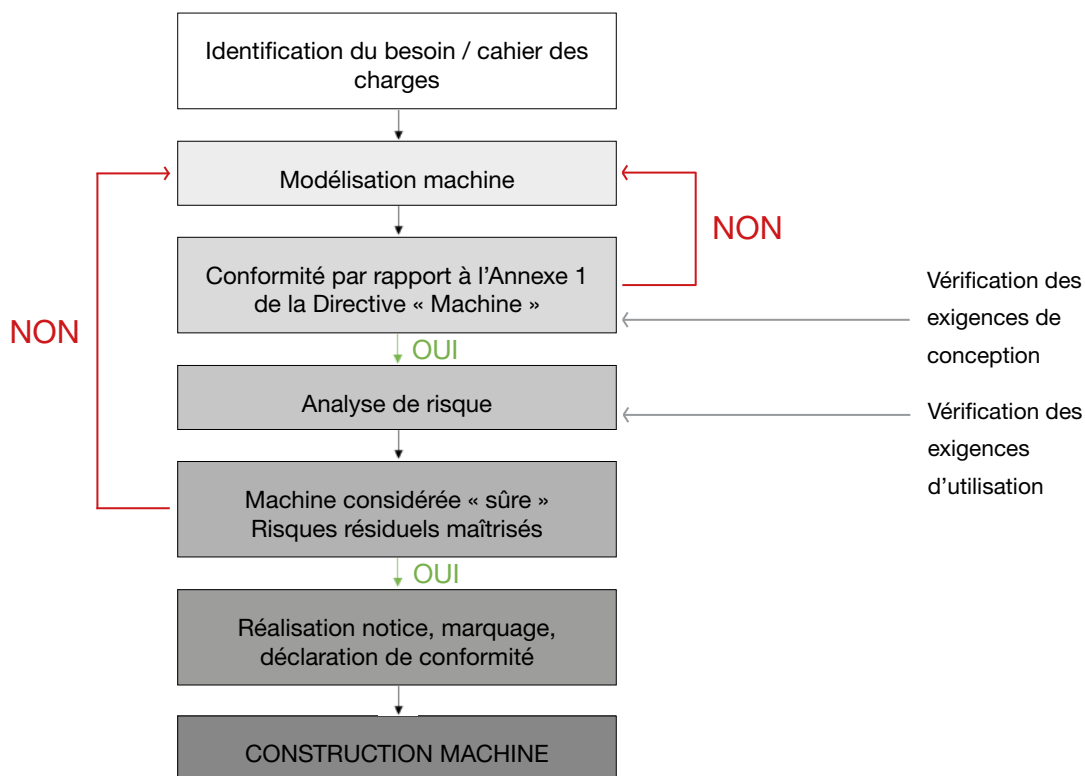 Identification du besoin / cahier des
charges
Modélisation machine
NON
Conformité par rapport à l’Annexe 1
de la Directive « Machine »
Vérification des
exigences de
conception
NON
OUI
Analyse de risque
Vérification des
exigences
d’utilisation
Machine considérée « sûre »
Risques résiduels maîtrisés
OUI
Réalisation notice, marquage,
déclaration de conformité
CONSTRUCTION MACHINE